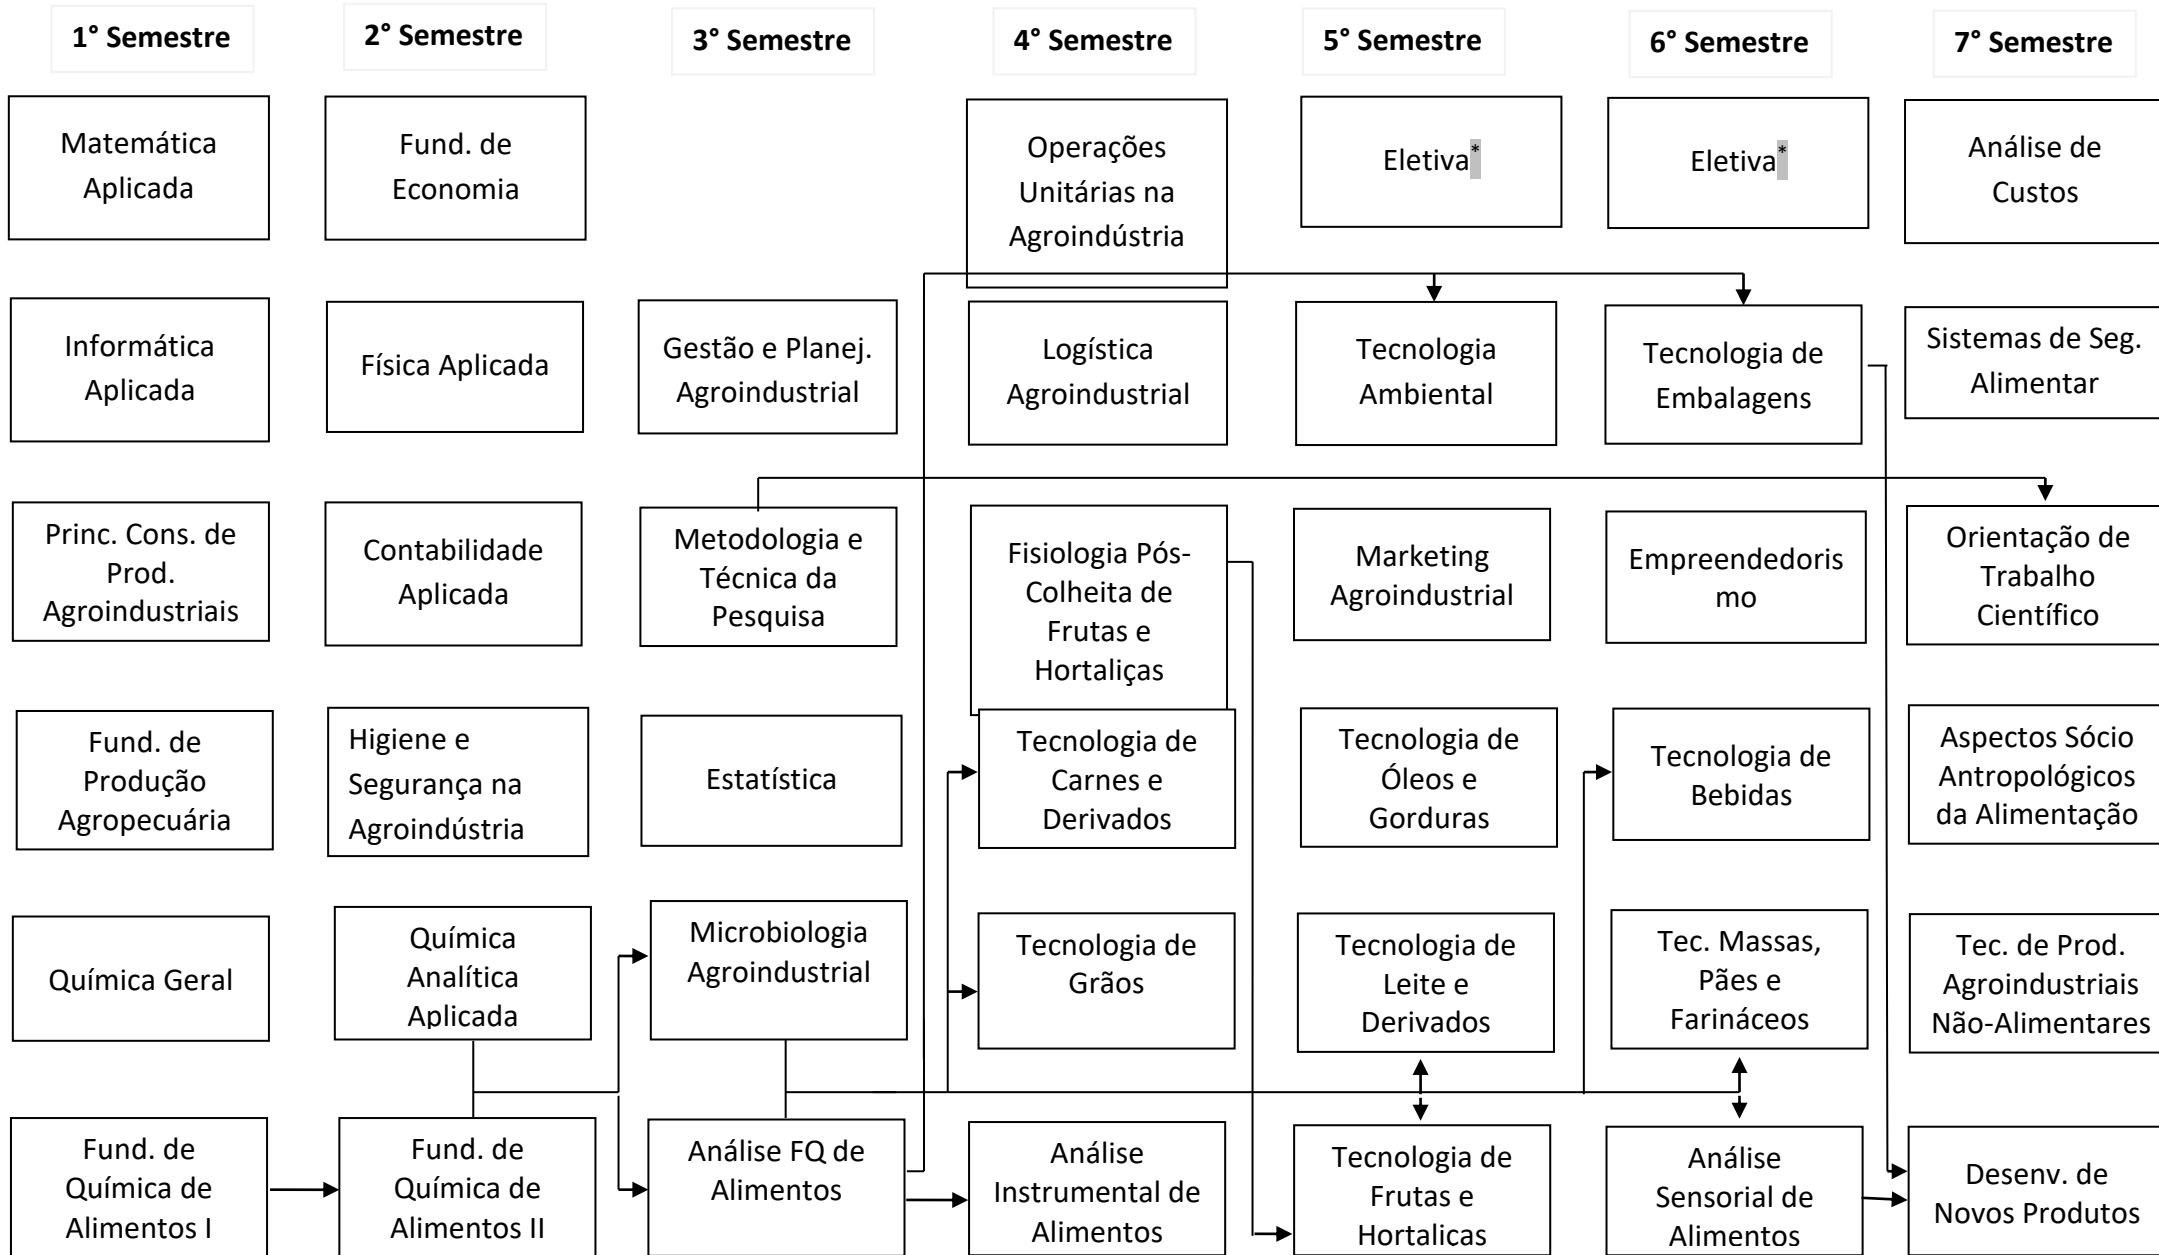 1° Semestre
2° Semestre
3° Semestre
4° Semestre
5° Semestre
6° Semestre
7° Semestre
Matemática
Aplicada
Fund. de
Economia
Operações
Unitárias na
Agroindústria
Eletiva*
Eletiva*
Análise de
Custos
Informática
Aplicada
Física Aplicada
Gestão e Planej.
Agroindustrial
Logística
Agroindustrial
Tecnologia
Ambiental
Tecnologia de
Embalagens
Sistemas de Seg.
Alimentar
Princ. Cons. de
Prod.
Agroindustriais
Contabilidade
Aplicada
Metodologia e
Técnica da
Pesquisa
Fisiologia Pós-
Colheita de
Frutas e
Hortaliças
Marketing
Agroindustrial
Empreendedoris
mo
Orientação de
Trabalho
Científico
Fund. de
Produção
Agropecuária
Higiene e
Segurança na
Agroindústria
Estatística
Tecnologia de
Carnes e
Derivados
Tecnologia de
Óleos e
Gorduras
Tecnologia de
Bebidas
Aspectos Sócio
Antropológicos
da Alimentação
Química Geral
Química
Analítica
Aplicada
Microbiologia
Agroindustrial
Tecnologia de
Grãos
Tecnologia de
Leite e
Derivados
Tec. Massas,
Pães e
Farináceos
Tec. de Prod.
Agroindustriais
Não-Alimentares
Fund. de
Química de
Alimentos I
Fund. de
Química de
Alimentos II
Análise FQ de
Alimentos
Análise
Instrumental de
Alimentos
Tecnologia de
Frutas e
Hortalicas
Análise
Sensorial de
Alimentos
Desenv. de
Novos Produtos